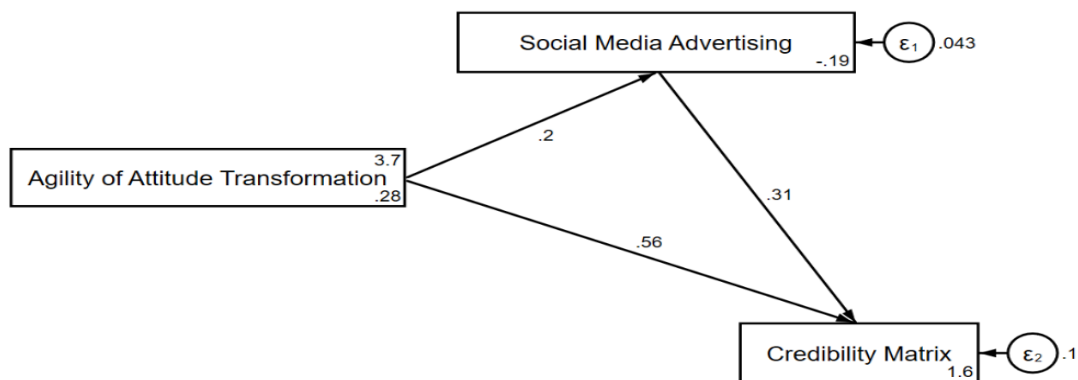 Social Media Advertising
-.19
ε1
.043
3.7
Agility of Attitude Transformation
.28
.2
.31
.56
Credibility Matrix
1.6
ε2
.1